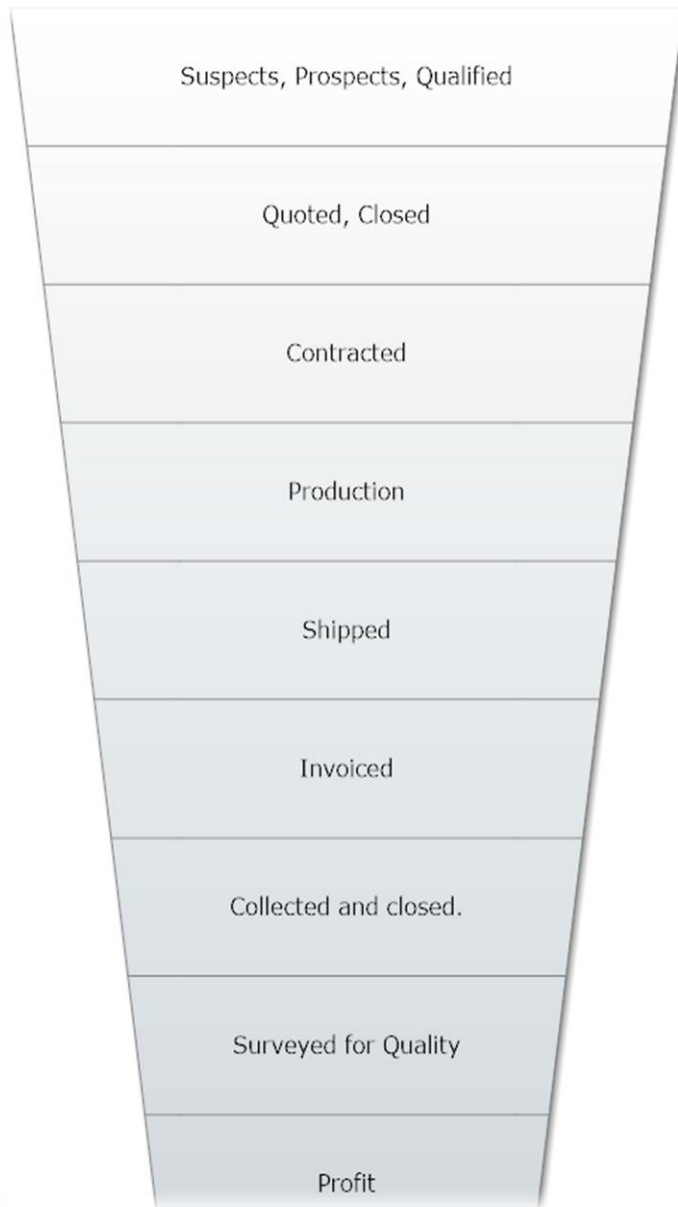 Suspects, Prospects, Qualified
Quoted, Closed
Contracted
Production
Shipped
Invoiced
Collected and closed.
Surveyed for Quality
Profit